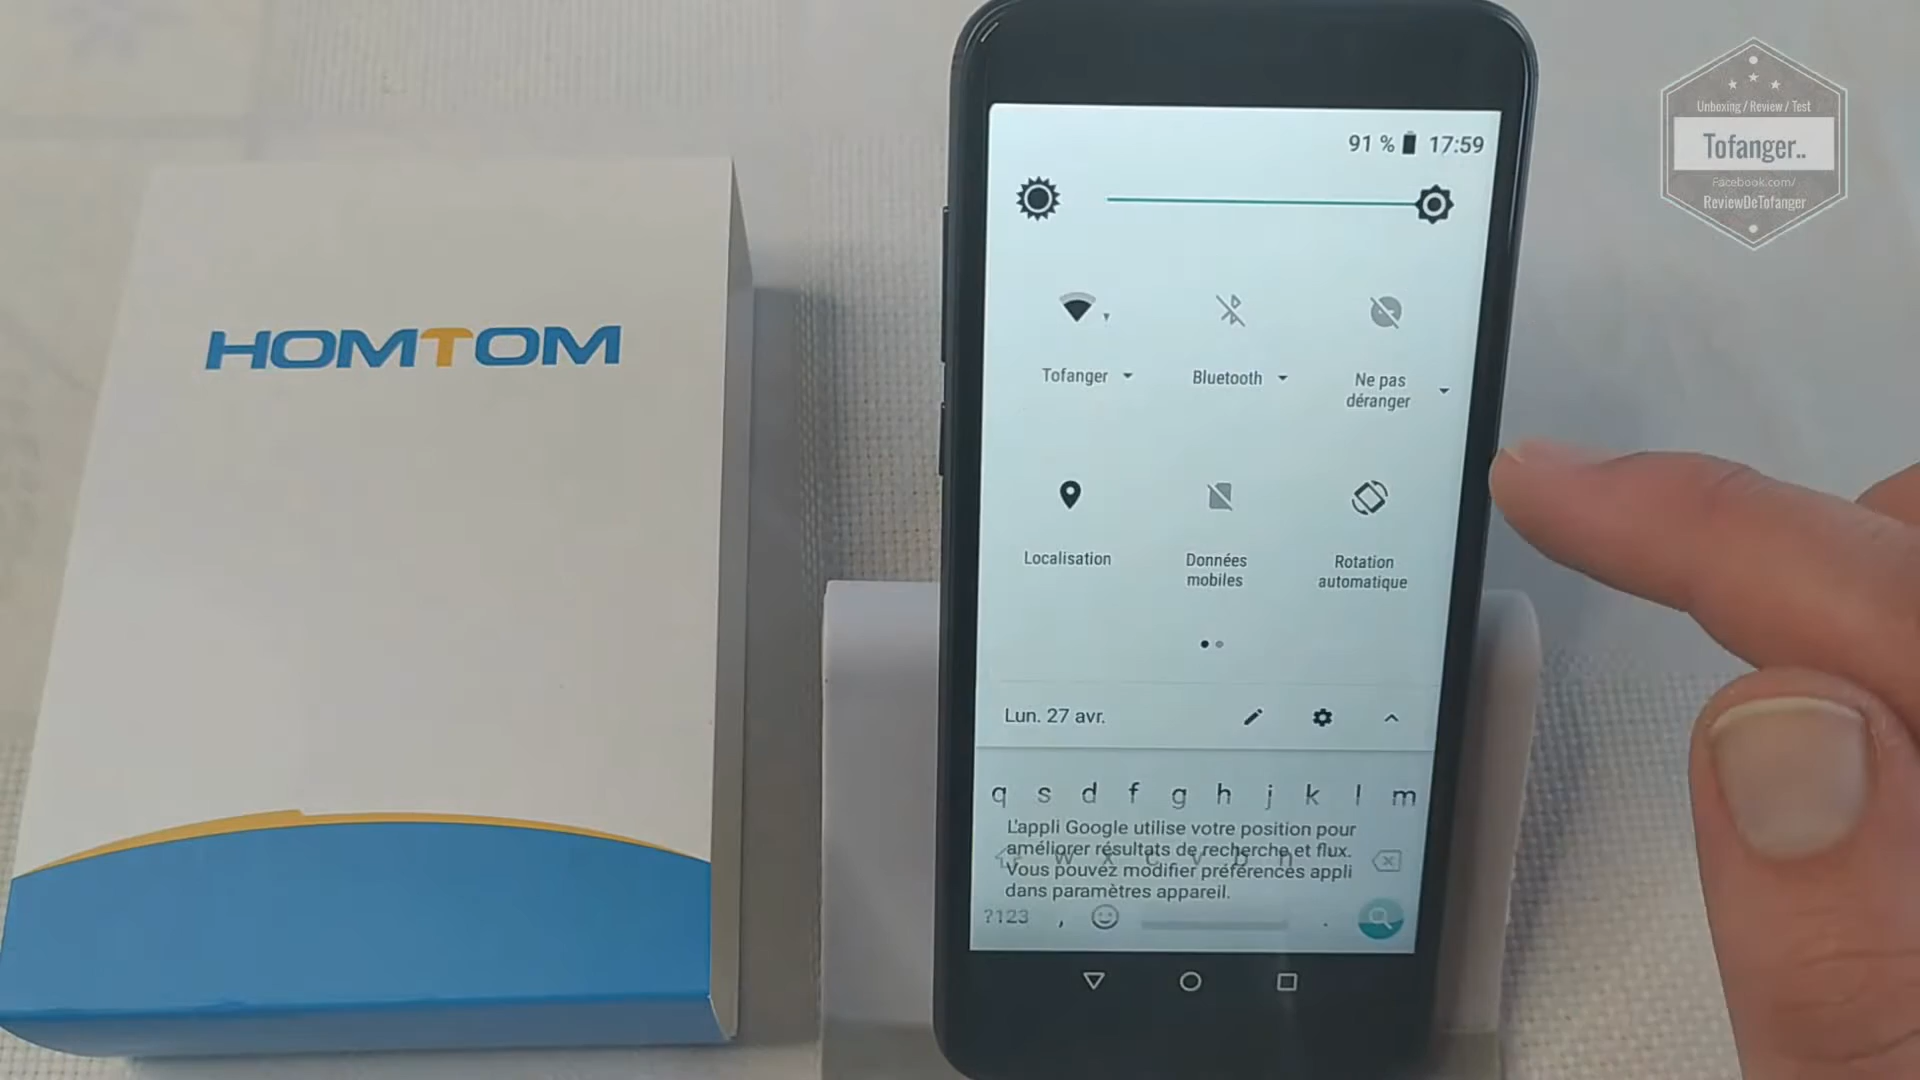 HOMTOM
91 % 17:59
Tofanger
Bluetooth
Ne pas
déranger
Localisation
Données
mobiles
Rotation
automatique
Lun. 27 avr.
q s d f g h j k l m
L'appli Google utilise votre position pour
améliorer résultats de recherche et flux.
w x c v b n
Vous pouvez modifier préférences appli
dans paramètres appareil.
?123 , .
Unboxing / Review / Test
Tofanger..
Facebook.com/
ReviewDeTofanger